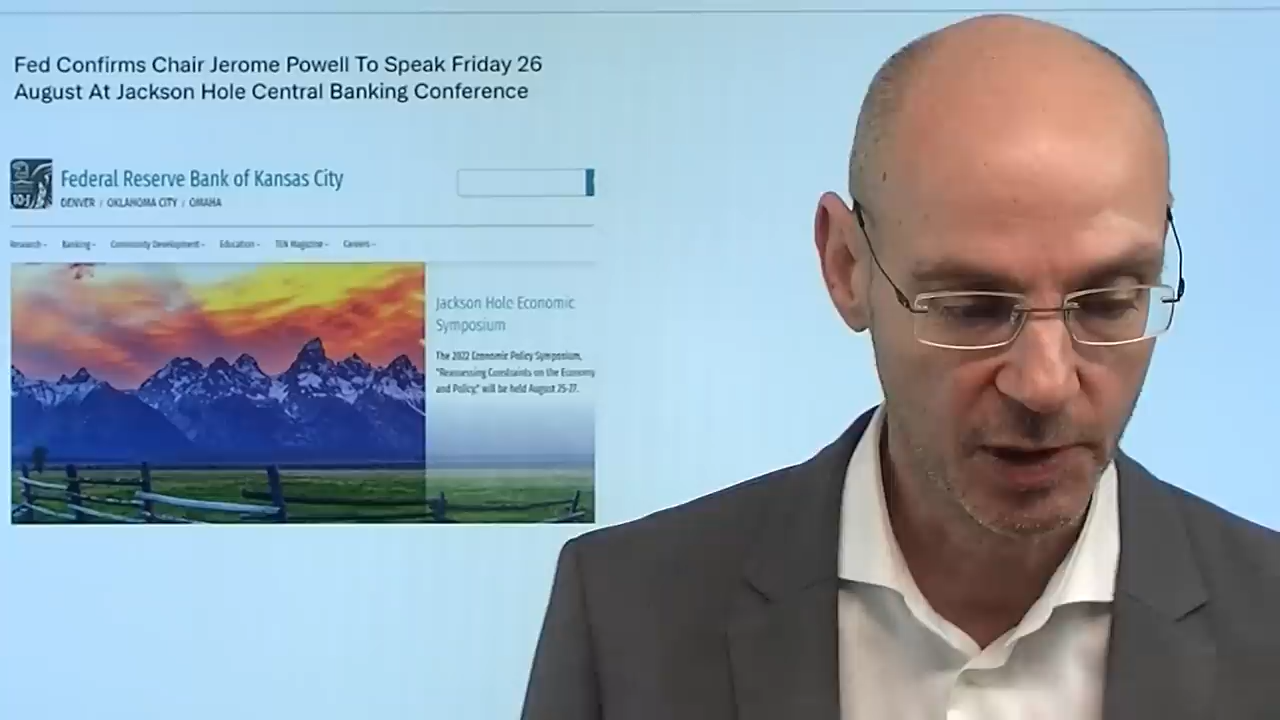 Fed Confirms Chair Jerome Powell To Speak Friday 26
August At Jackson Hole Central Banking Conference
Federal Reserve Bank of Kansas City
DENVER / OKLAHOMA CITY / OMAHA
Research Banking Community Development Education TEN Magazine Careers
Jackson Hole Economic
Symposium
The 2022 Economic Policy Symposium,
"Reassessing Constraints on the Economy
and Policy," will be held August 25-27.